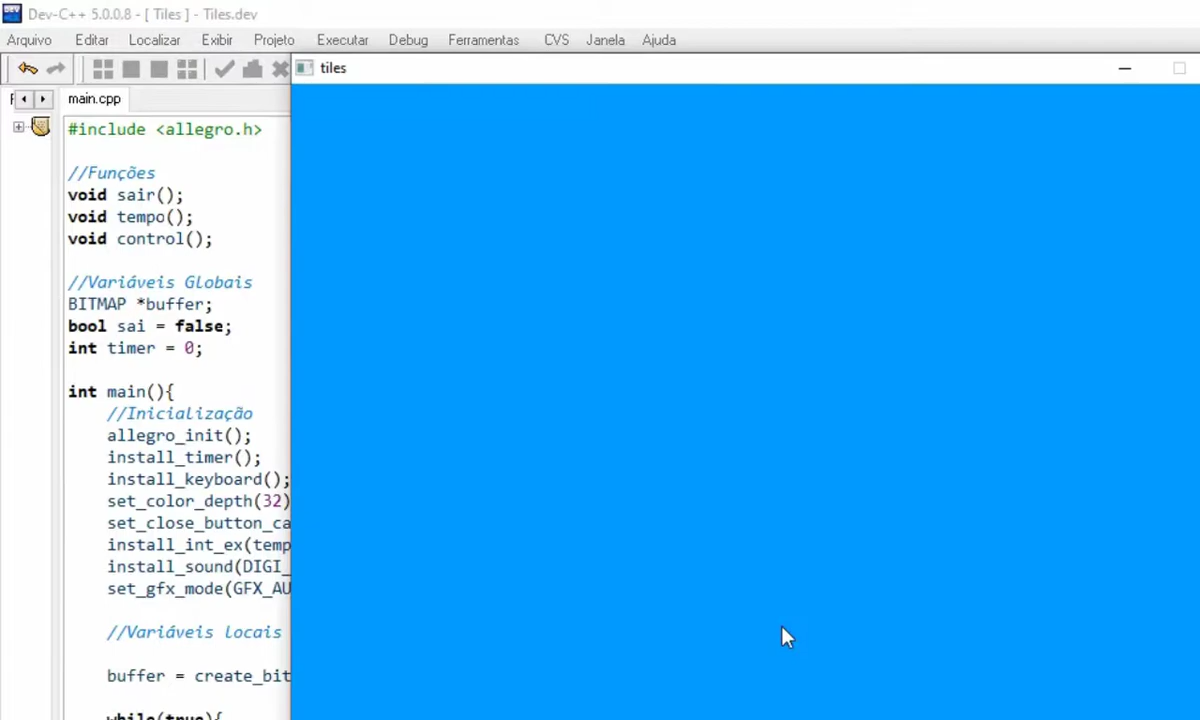 Dev-C++ 5.0.0.8 - [ Tiles ] - Tiles.dev
Arquivo Editar Localizar Exibir Projeto Executar Debug Ferramentas CVS Janela Ajuda
tiles
main.cpp
#include <allegro.h>
//Funções
void sair();
void tempo();
void control();
//Variáveis Globais
BITMAP *buffer;
bool sai = false;
int timer = 0;
int main(){
//Inicialização
allegro_init();
install_timer();
install_keyboard();
set_color_depth(32)
set_close_button_ca
install_int_ex(temp
install_sound(DIGI_
set_gfx_mode(GFX_AU
//Variáveis locais
buffer = create_bit
while(true){